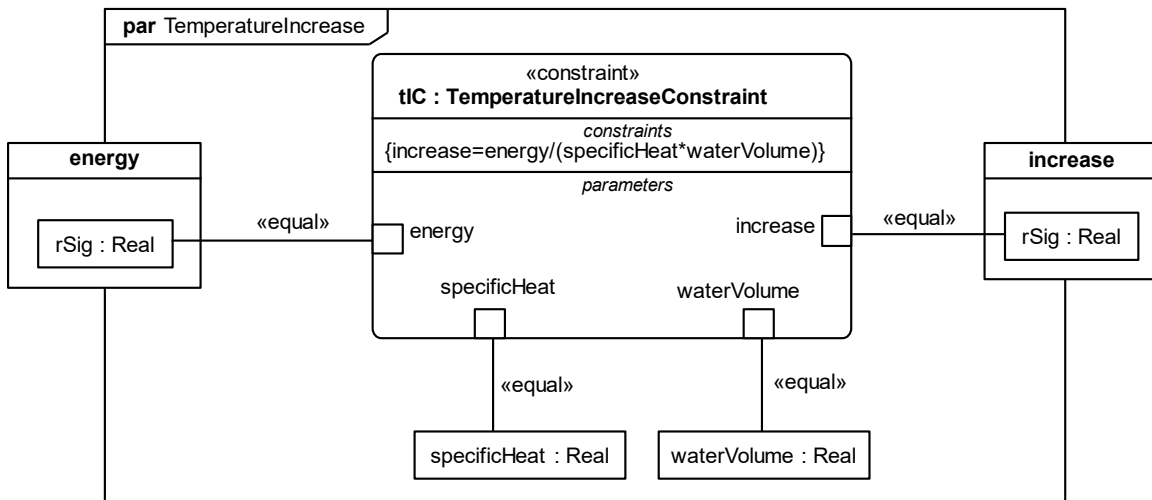 par TemperatureIncrease
«constraint»
tIC : TemperatureIncreaseConstraint
constraints
{increase=energy/(specificHeat*waterVolume)}
parameters
energy
rSig : Real
«equal»
energy
increase
«equal»
increase
rSig : Real
specificHeat
waterVolume
«equal»
«equal»
specificHeat : Real
waterVolume : Real